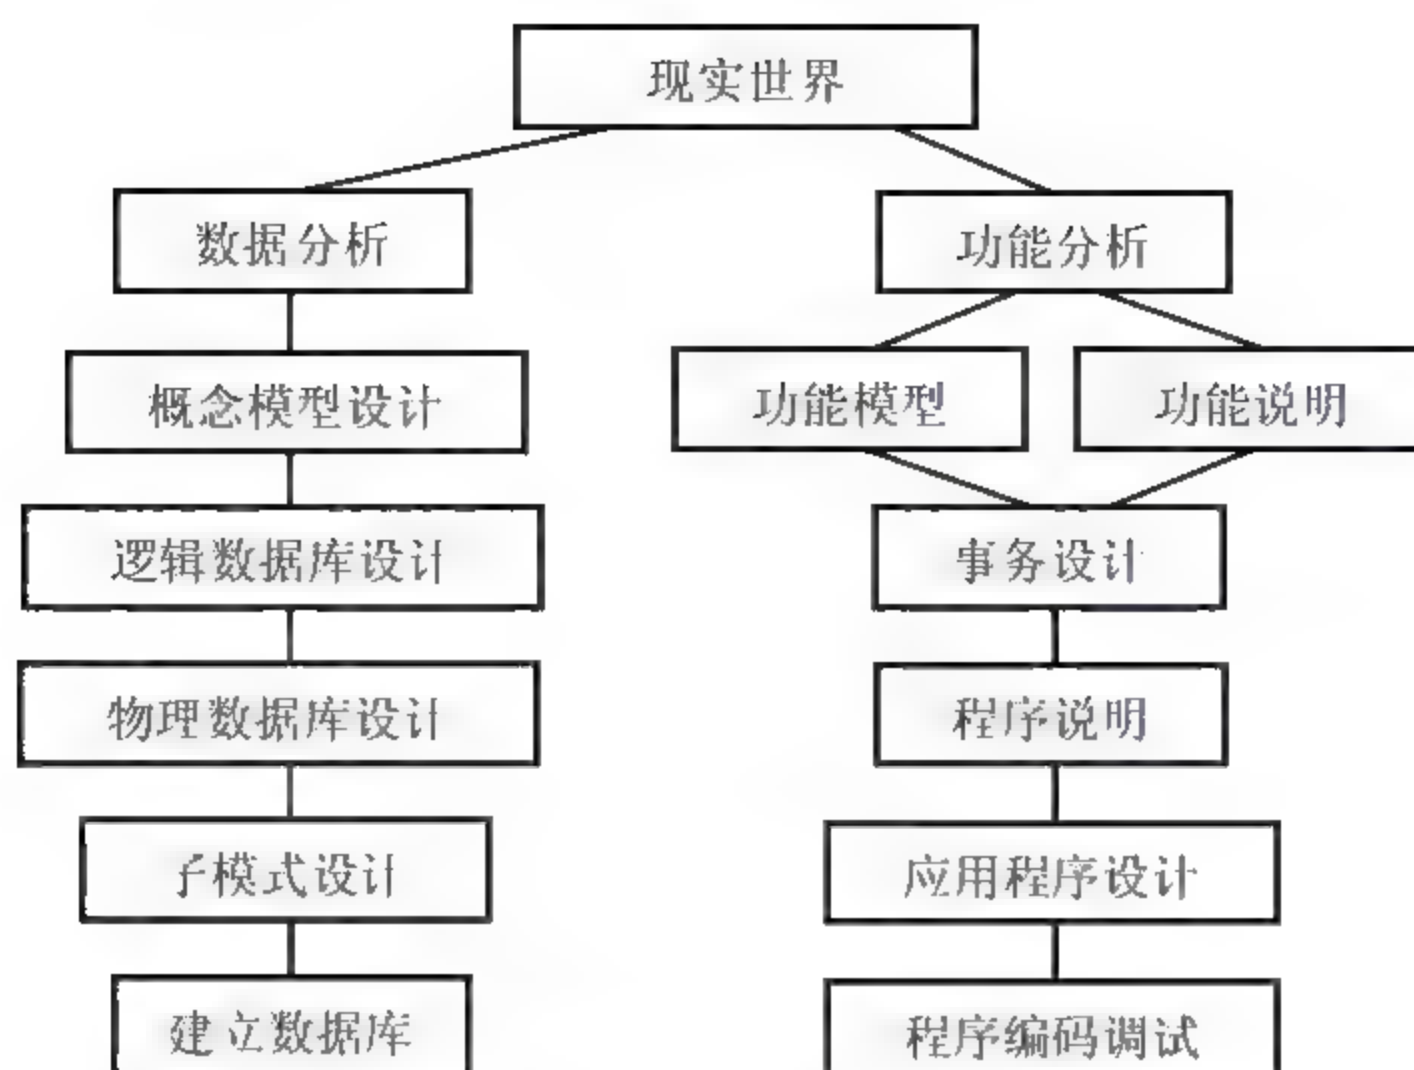 现实世界
数据分析
功能分析
概念模型设计
功能模型
功能说明
逻辑数据库设计
事务设计
物理数据库设计
程序说明
子模式设计
应用程序设计
建立数据库
程序编码调试